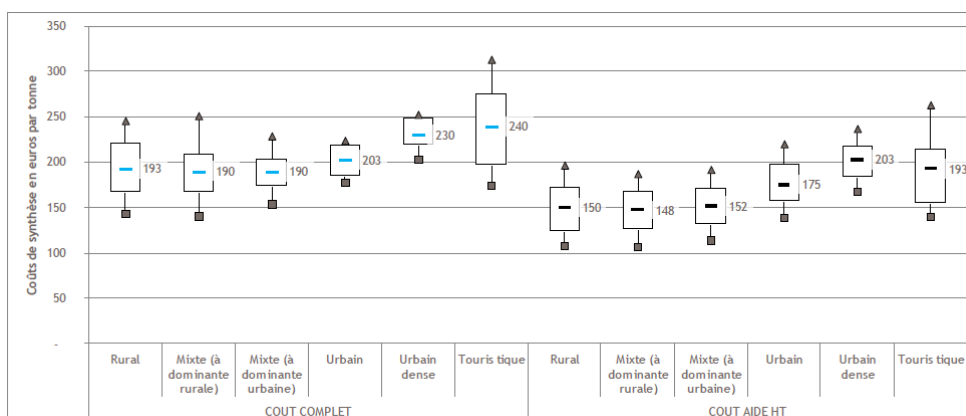 350
300
250
200
150
100
50
-
Coûts de synthèse en euros par tonne
193
190
190
203
230
240
150
148
152
175
203
193
Rural
Mixte (à
dominante
rurale)
Mixte (à
dominante
urbaine)
Urbain
Urbain
dense
Touris tique
Rural
Mixte (à
dominante
rurale)
Mixte (à
dominante
urbaine)
Urbain
Urbain
dense
Touris tique
COUT COMPLET
COUT AIDE HT